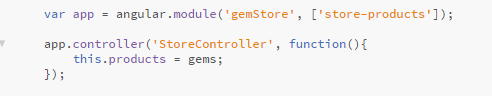 var app = angular.module('gemStore', ['store-products']);
app.controller('StoreController', function(){
this.products = gems;
});